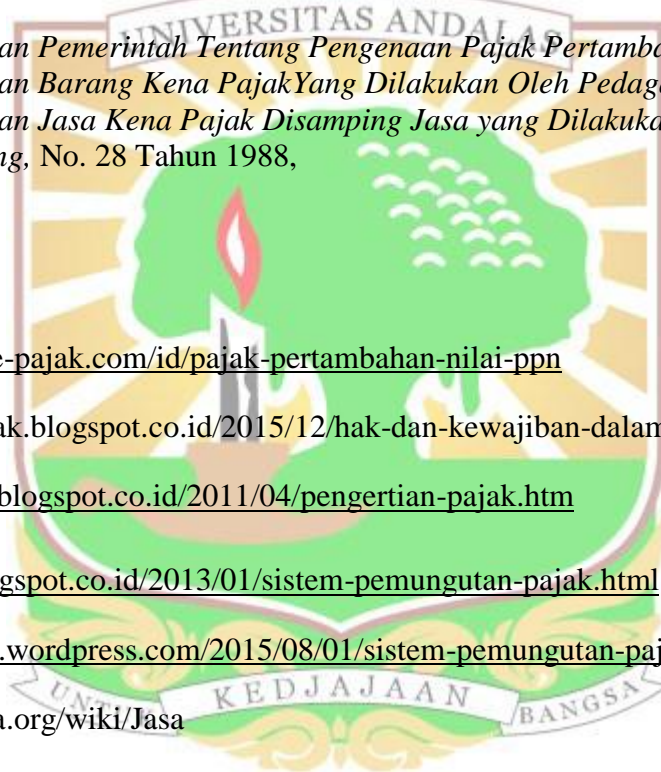 UNIVERSITAS ANDALAS
an Pemerintah Tentang Pengenaan Pajak Pertamba
an Barang Kena PajakYang Dilakukan Oleh Pedaga
an Jasa Kena Pajak Disamping Jasa yang Dilakuka
ng, No. 28 Tahun 1988,
e-pajak.com/id/pajak-pertambahan-nilai-ppn
ak.blogspot.co.id/2015/12/hak-dan-kewajiban-dalam
blogspot.co.id/2011/04/pengertian-pajak.htm
gspot.co.id/2013/01/sistem-pemungutan-pajak.html
.wordpress.com/2015/08/01/sistem-pemungutan-paj
UNTUK KEDJAJAAN BANGSA
a.org/wiki/Jasa